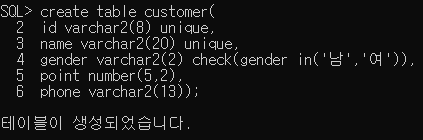 SQL> create table customer(
  2  id varchar2(8) unique,
  3  name varchar2(20) unique,
  4  gender varchar2(2) check(gender in('남','여')),
  5  point number(5,2),
  6  phone varchar2(13));
테이블이 생성되었습니다.